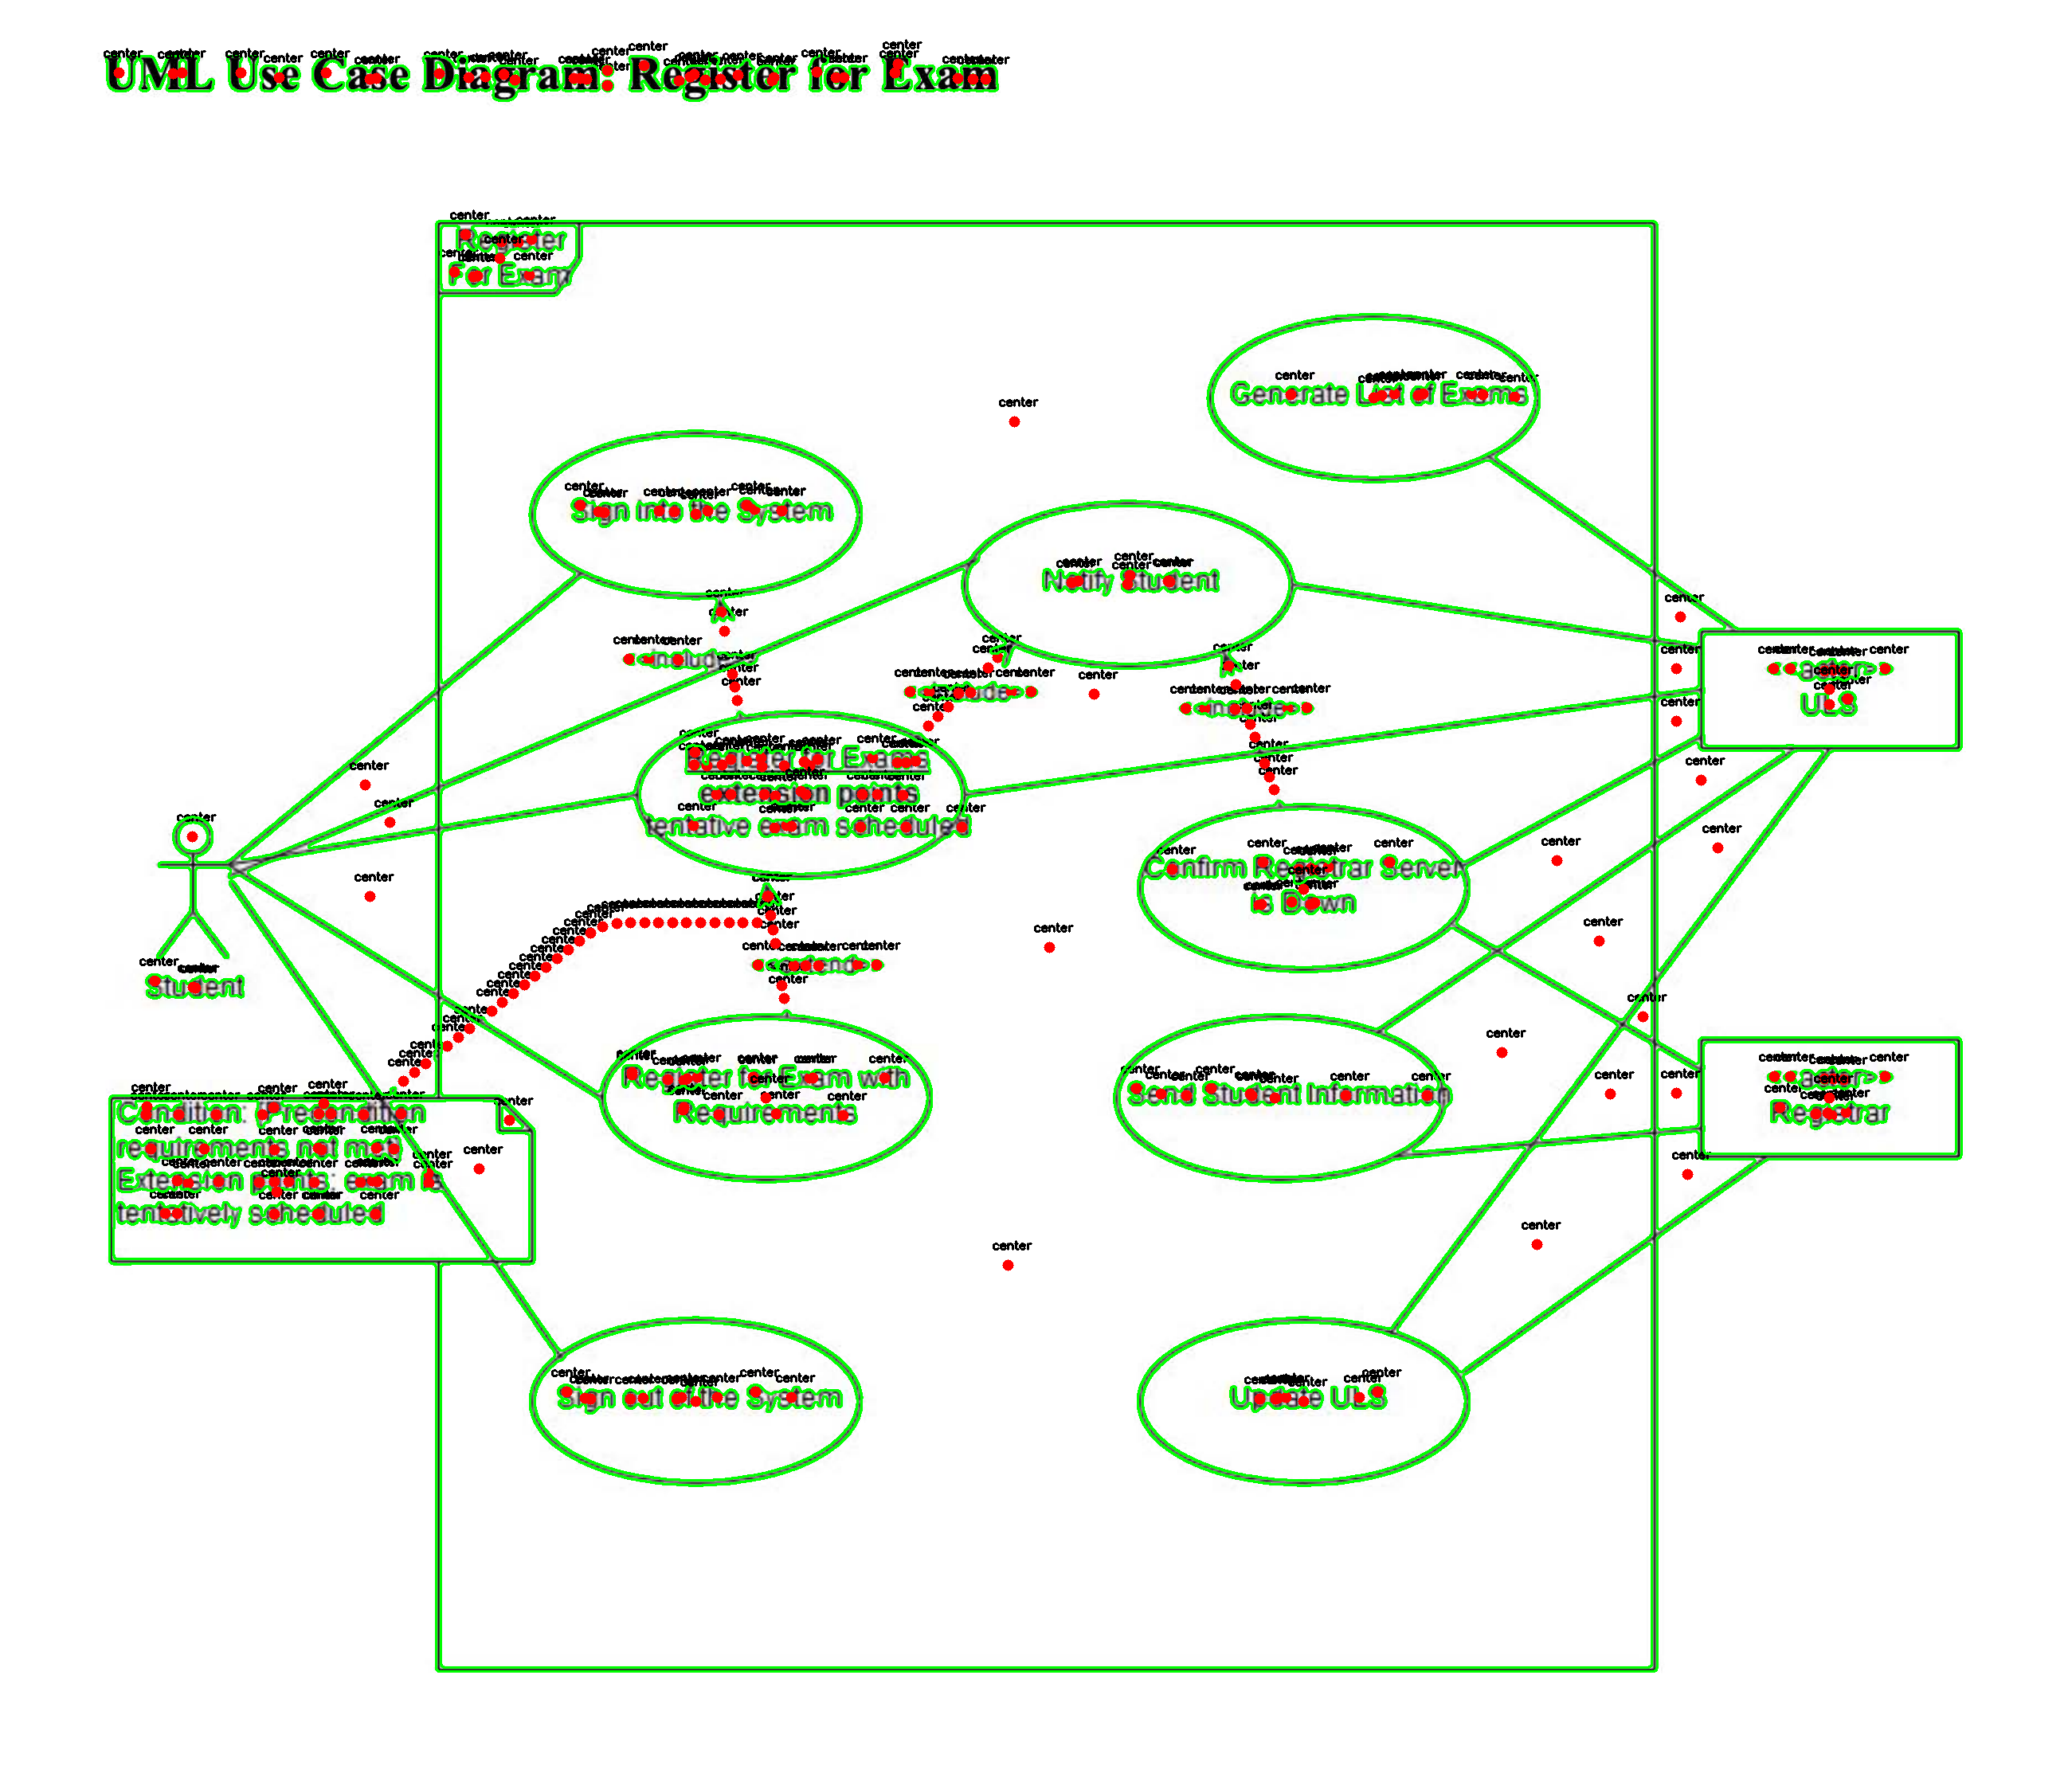 UML Use Case Diagram: Register for Exam
Register
For Exam
Generate List of Exams
Sign into the System
Notify Student
<<include>>
<<include>>
<<include>>
<<actor>>
ULS
Register for Exams
extension points
tentative exam scheduled
Confirm Registrar Server
is Down
Student
<<extend>>
Register for Exam with
Requirements
Send Student Information
<<actor>>
Registrar
Condition: {Precondition
requirements not met}
Extension points: exam is
tentatively scheduled
Sign out of the System
Update ULS
center